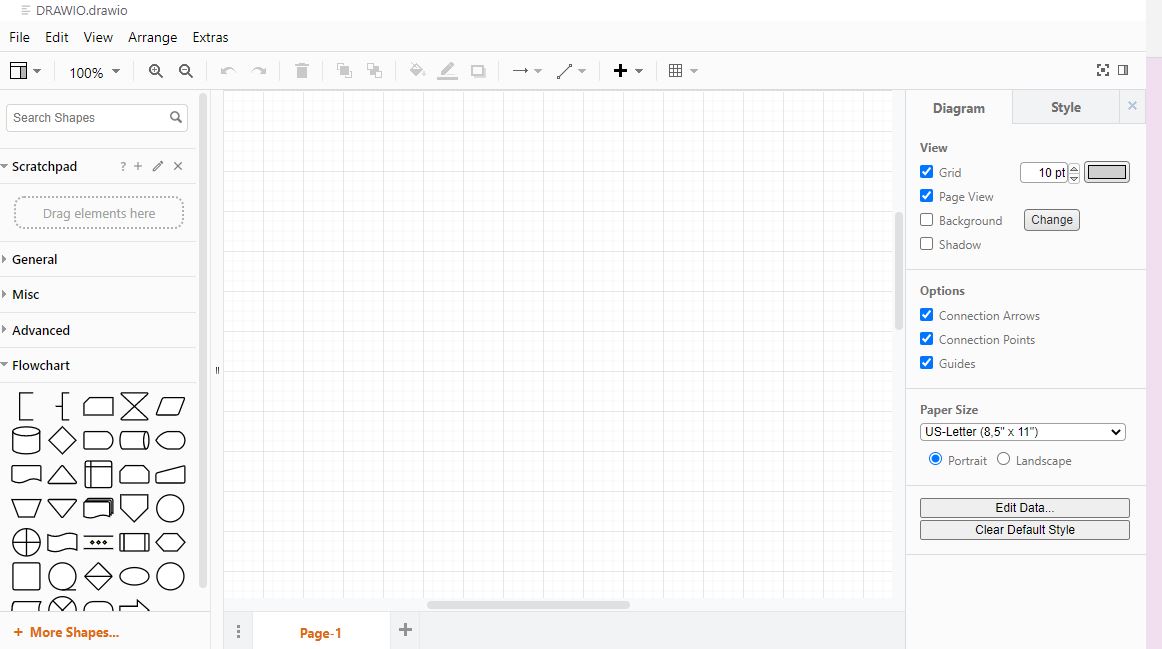 DRAWIO.drawio
File Edit View Arrange Extras
100%
Search Shapes
Scratchpad ? + ×
Drag elements here
General
Misc
Advanced
Flowchart
+ More Shapes...
Page-1 +
Diagram Style ×
View
Grid 10 pt
Page View
Background Change
Shadow
Options
Connection Arrows
Connection Points
Guides
Paper Size
US-Letter (8,5" x 11")
Portrait Landscape
Edit Data...
Clear Default Style